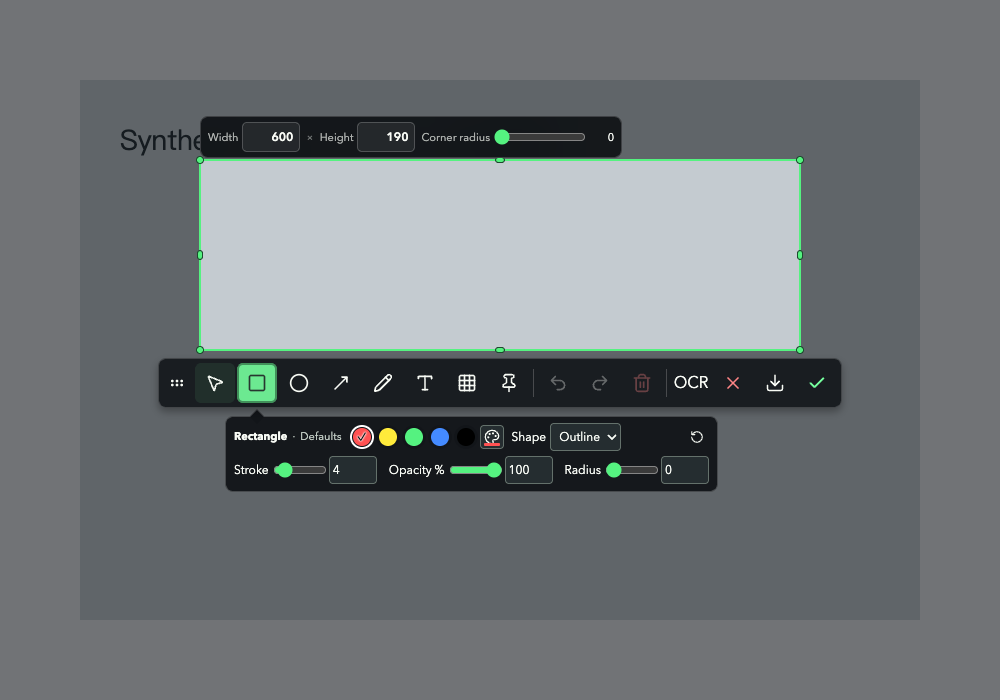 Synthe
Width 600 × Height 190 Corner radius 0
OCR
Rectangle · Defaults Shape Outline
Stroke 4 Opacity % 100 Radius 0